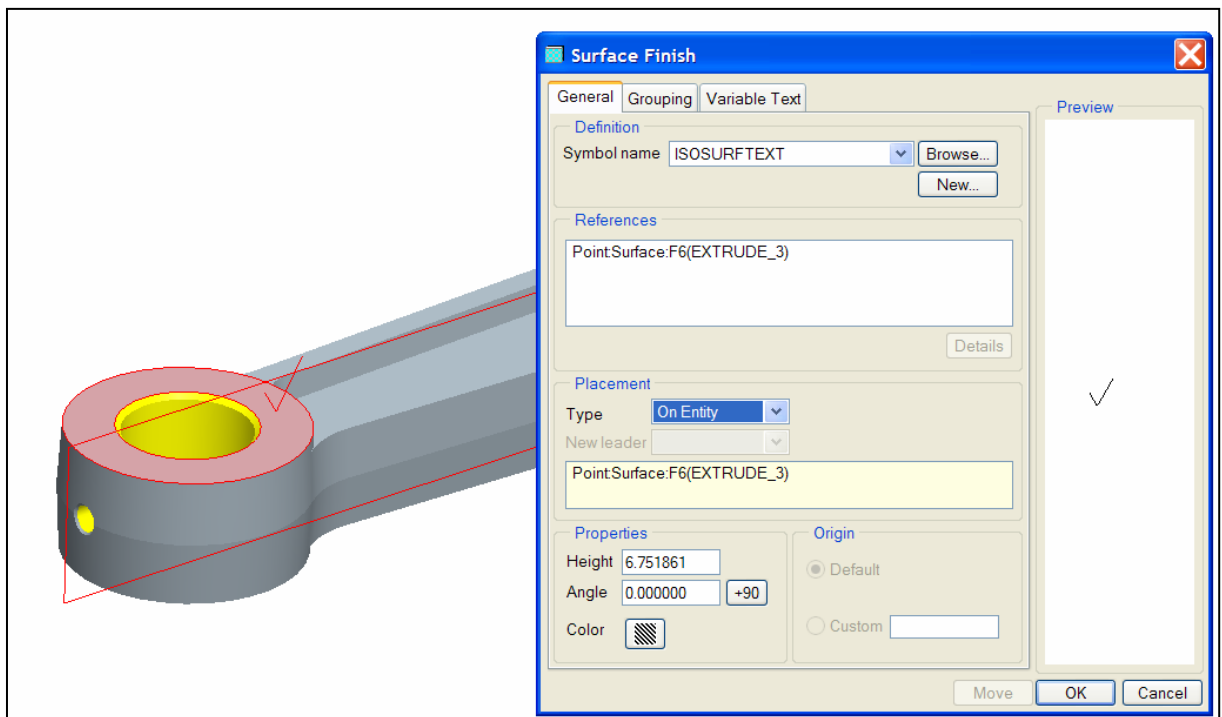 Surface Finish
General Grouping Variable Text
Preview
Definition
Symbol name ISOSURFTEXT Browse...
New...
References
Point:Surface:F6(EXTRUDE_3)
Details
Placement
Type On Entity
New leader
Point:Surface:F6(EXTRUDE_3)
Properties Origin
Height 6.751861 Default
Angle 0.000000 +90
Color Custom
Move OK Cancel